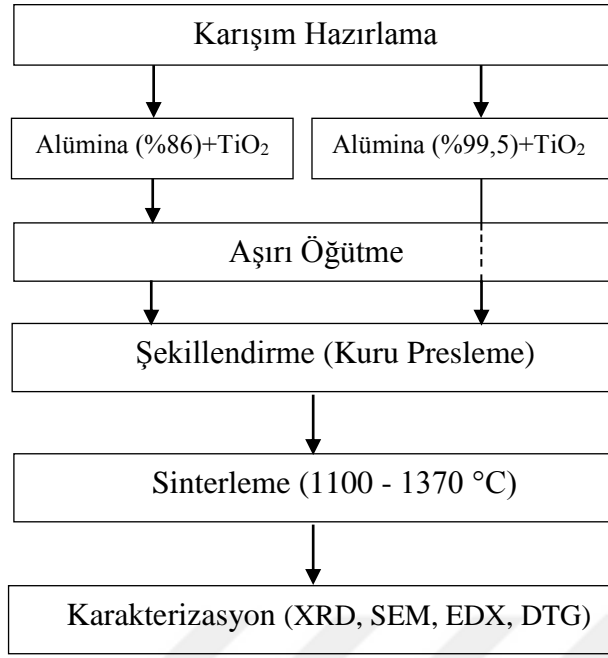 Karışım Hazırlama
Alümina (%86)+TiO₂ Alümina (%99,5)+TiO₂
Aşırı Öğütme
Şekillendirme (Kuru Presleme)
Sinterleme (1100 - 1370 °C)
Karakterizasyon (XRD, SEM, EDX, DTG)